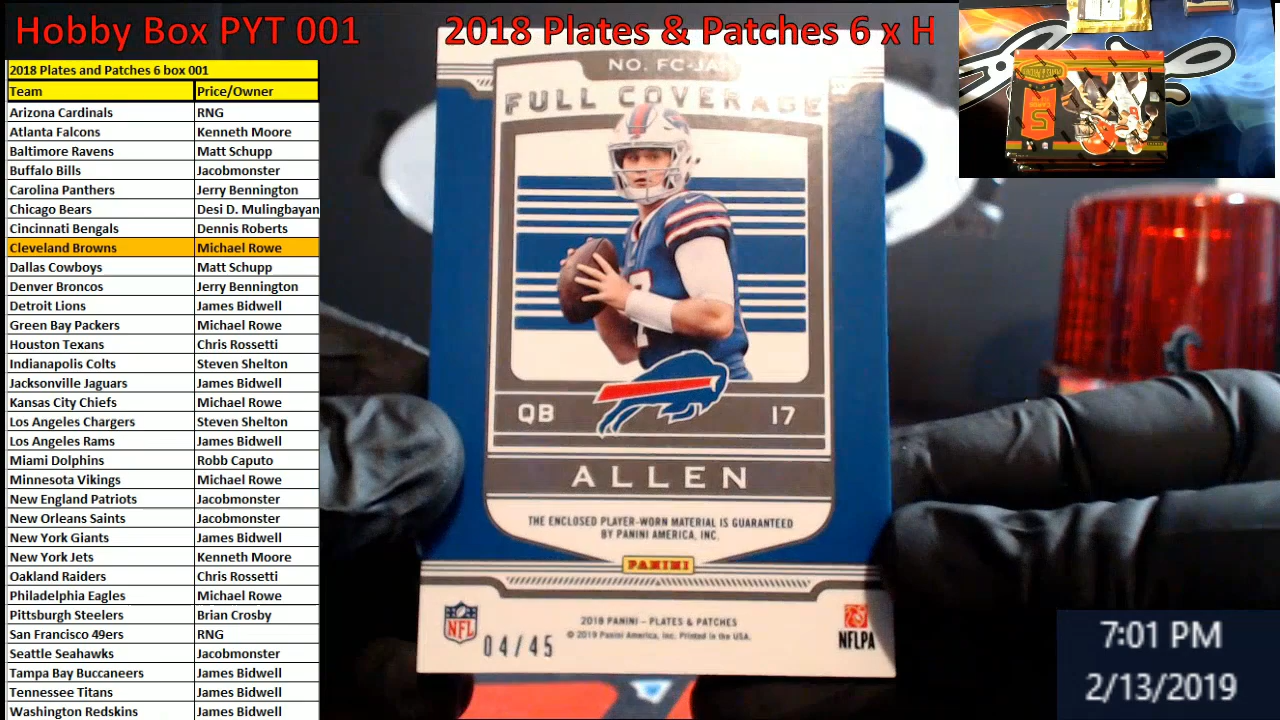 Hobby Box PYT 001
2018 Plates & Patches 6 x H
2018 Plates and Patches 6 box 001
Team Price/Owner
Arizona Cardinals RNG
Atlanta Falcons Kenneth Moore
Baltimore Ravens Matt Schupp
Buffalo Bills Jacobmonster
Carolina Panthers Jerry Bennington
Chicago Bears Desi D. Mulingbayan
Cincinnati Bengals Dennis Roberts
Cleveland Browns Michael Rowe
Dallas Cowboys Matt Schupp
Denver Broncos Jerry Bennington
Detroit Lions James Bidwell
Green Bay Packers Michael Rowe
Houston Texans Chris Rossetti
Indianapolis Colts Steven Shelton
Jacksonville Jaguars James Bidwell
Kansas City Chiefs Michael Rowe
Los Angeles Chargers Steven Shelton
Los Angeles Rams James Bidwell
Miami Dolphins Robb Caputo
Minnesota Vikings Michael Rowe
New England Patriots Jacobmonster
New Orleans Saints Jacobmonster
New York Giants James Bidwell
New York Jets Kenneth Moore
Oakland Raiders Chris Rossetti
Philadelphia Eagles Michael Rowe
Pittsburgh Steelers Brian Crosby
San Francisco 49ers RNG
Seattle Seahawks Jacobmonster
Tampa Bay Buccaneers James Bidwell
Tennessee Titans James Bidwell
Washington Redskins James Bidwell
NO. FC-JA
FULL COVERAGE
QB 17
ALLEN
THE ENCLOSED PLAYER-WORN MATERIAL IS GUARANTEED
BY PANINI AMERICA, INC.
PANINI
2018 PANINI – PLATES & PATCHES
© 2019 Panini America, Inc. Printed in the USA.
NFL
04/45
NFLPA
5
7:01 PM
2/13/2019